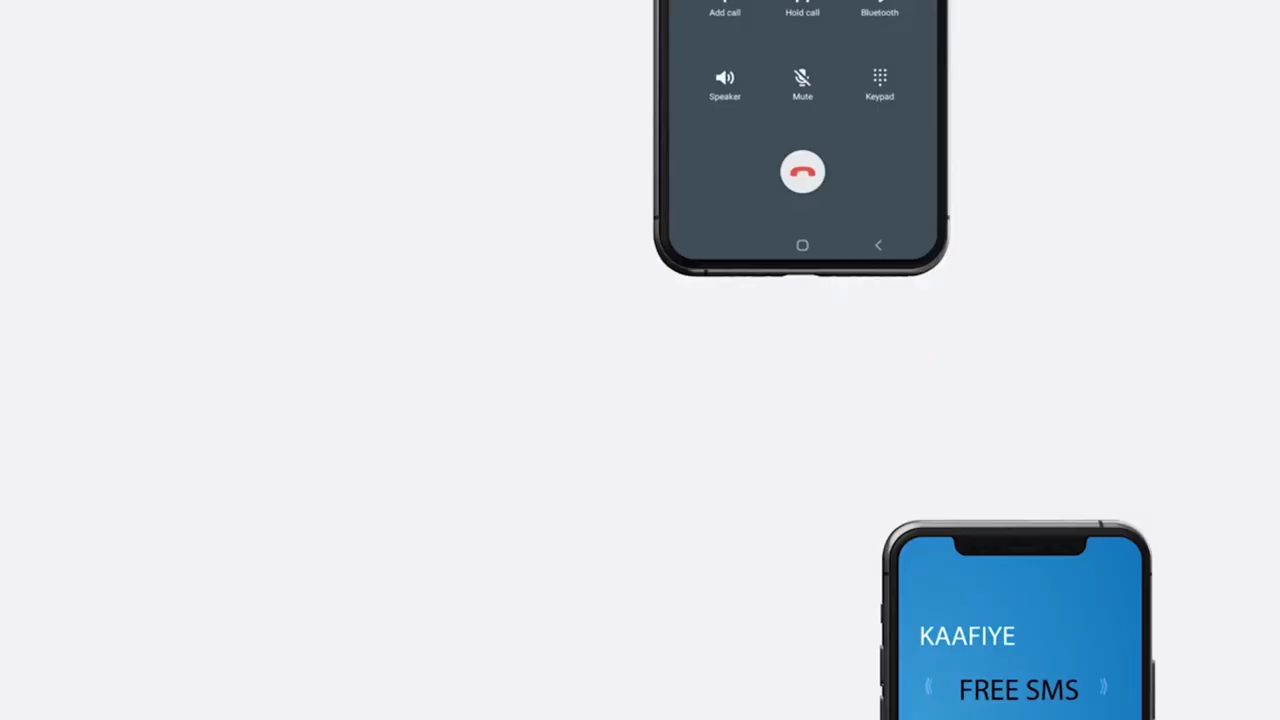 Add call Hold call Bluetooth
Speaker Mute Keypad
KAAFIYE
FREE SMS